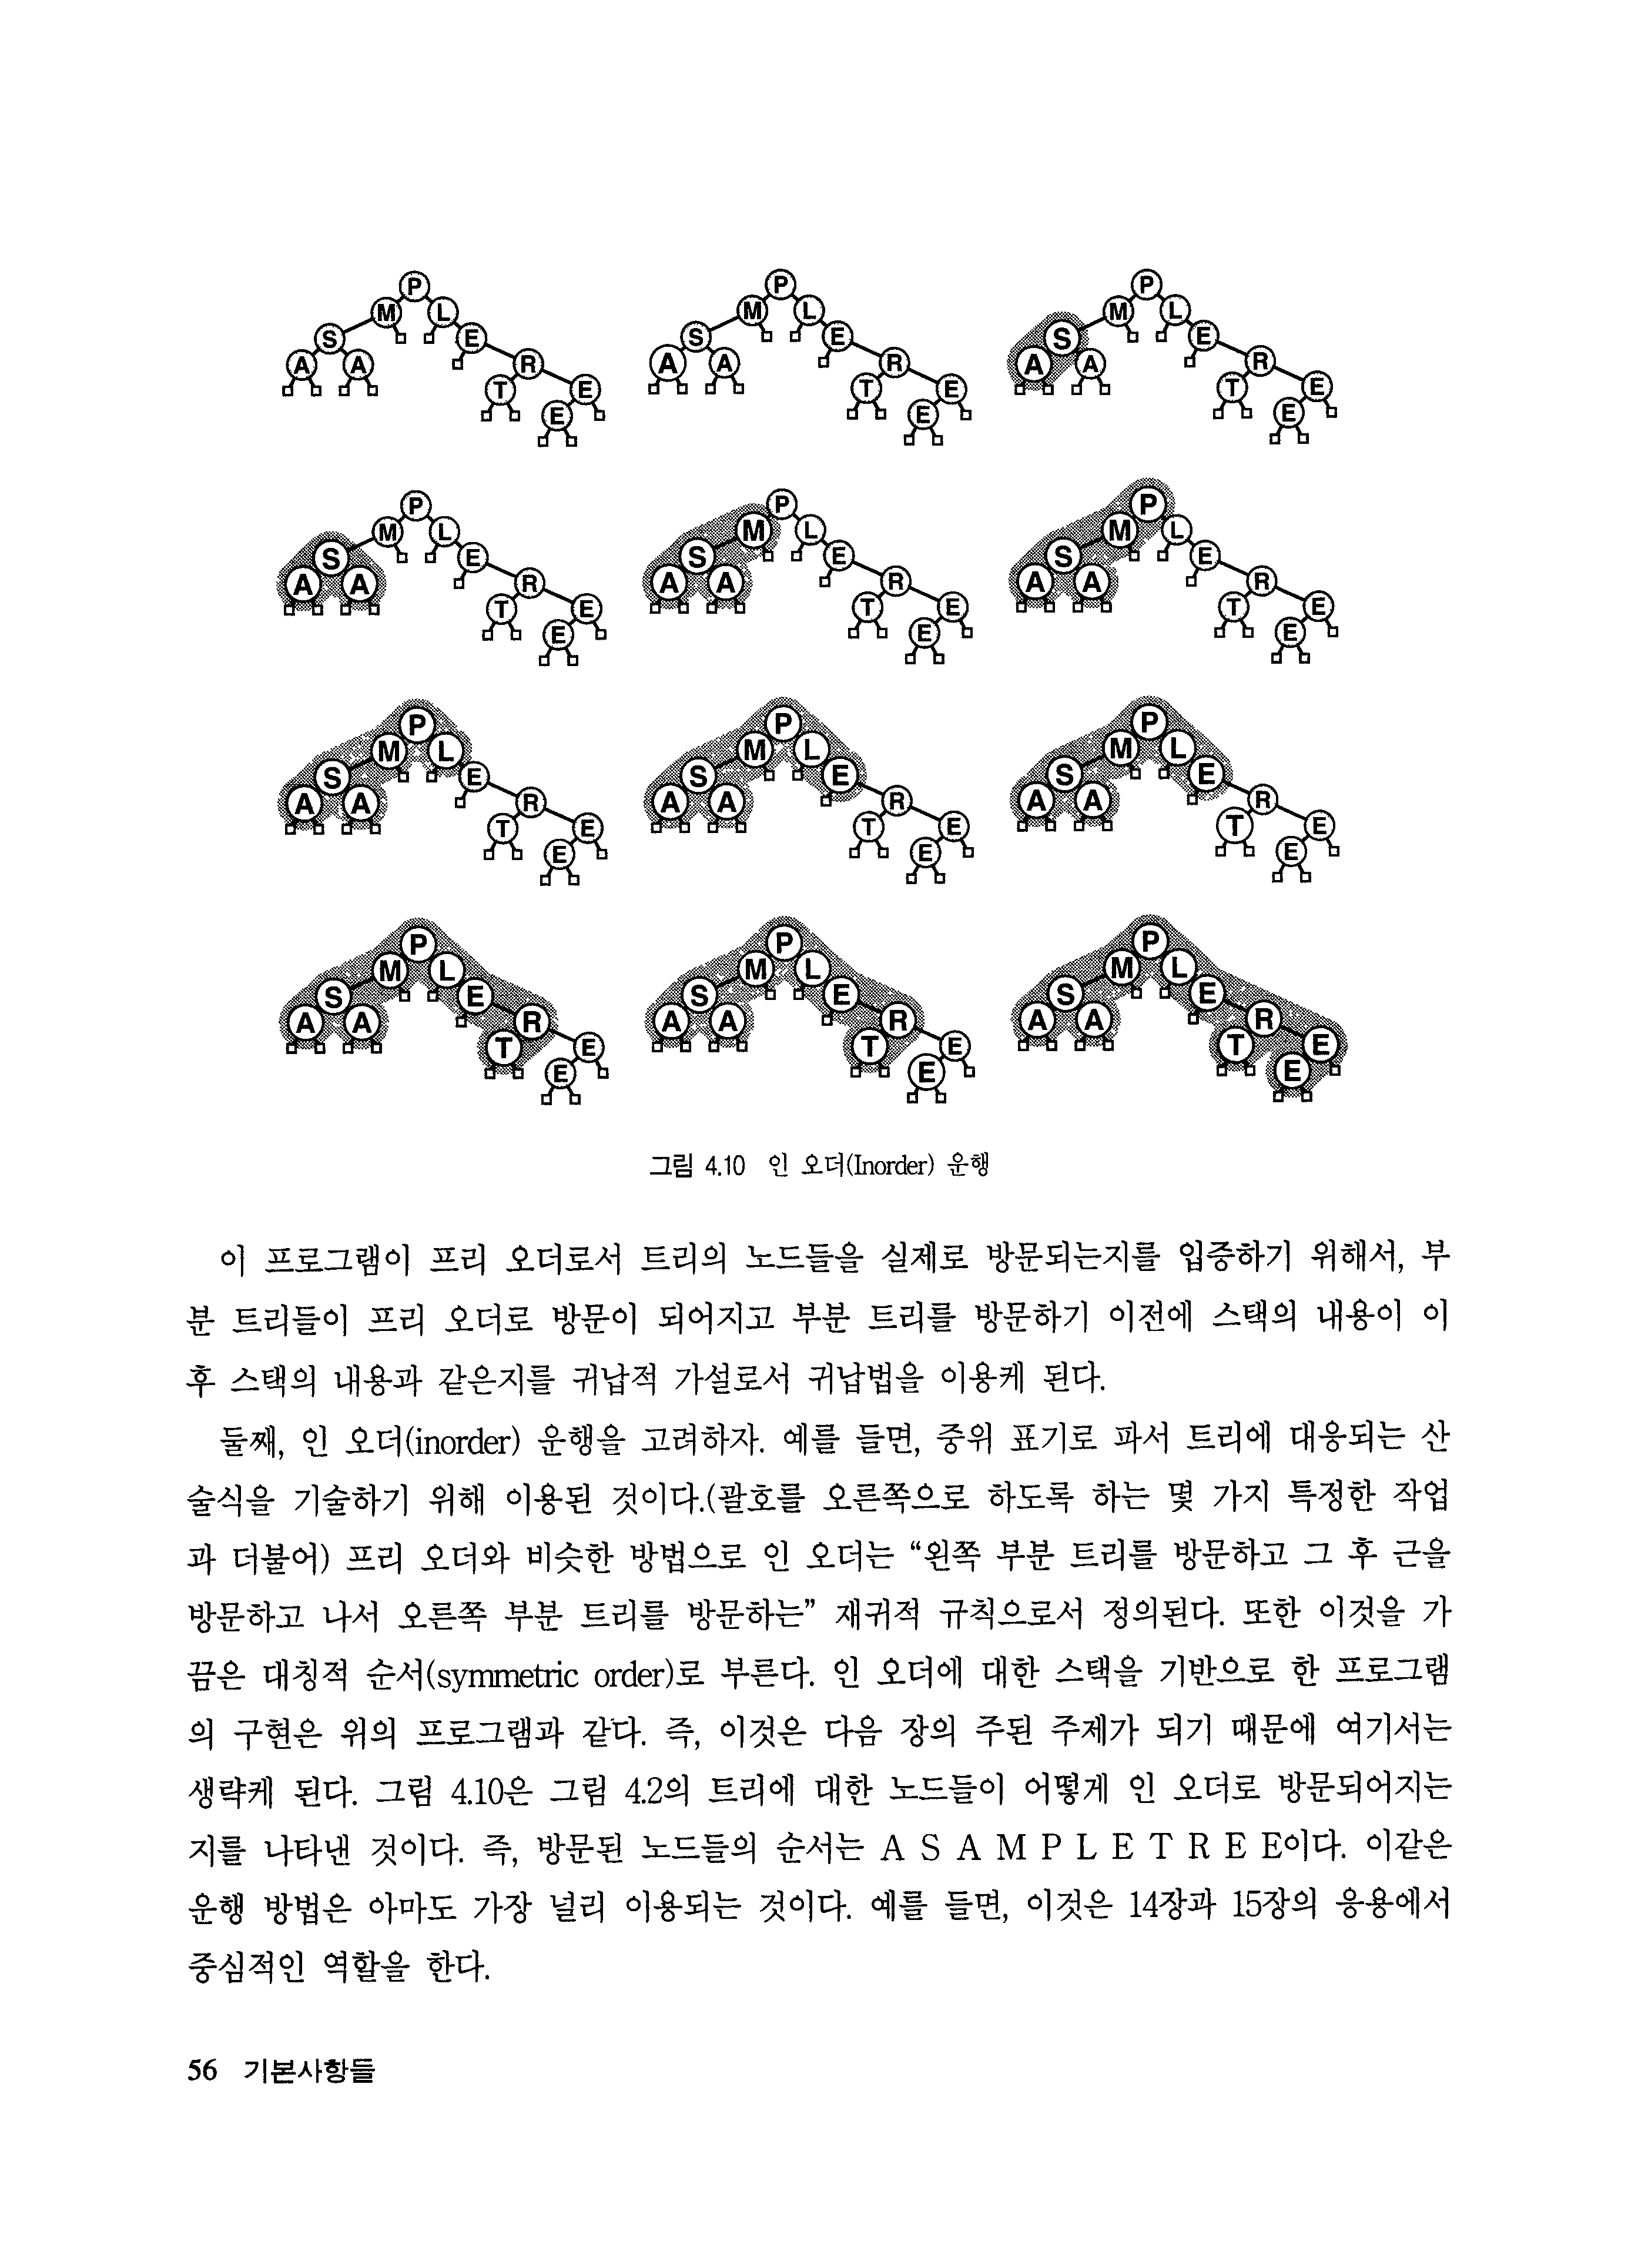 P
M L
S E
A A R
T E
E
P
M L
S E
A A R
T E
E
P
M L
S E
A A R
T E
E
P
M L
S E
A A R
T E
E
P
M L
S E
A A R
T E
E
P
M L
S E
A A R
T E
E
P
M L
S E
A A R
T E
E
P
M L
S E
A A R
T E
E
P
M L
S E
A A R
T E
E
P
M L
S E
A A R
T E
E
P
M L
S E
A A R
T E
E
P
M L
S E
A A R
T E
E
그림 4.10 인 오더(Inorder) 운행
이 프로그램이 프리 오더로서 트리의 노드들을 실제로 방문되는지를 입증하기 위해서, 부
분 트리들이 프리 오더로 방문이 되어지고 부분 트리를 방문하기 이전에 스택의 내용이 이
후 스택의 내용과 같은지를 귀납적 가설로서 귀납법을 이용케 된다.
둘째, 인 오더(inorder) 운행을 고려하자. 예를 들면, 중위 표기로 파서 트리에 대응되는 산
술식을 기술하기 위해 이용된 것이다.(괄호를 오른쪽으로 하도록 하는 몇 가지 특정한 작업
과 더불어) 프리 오더와 비슷한 방법으로 인 오더는 “왼쪽 부분 트리를 방문하고 그 후 근을
방문하고 나서 오른쪽 부분 트리를 방문하는” 재귀적 규칙으로서 정의된다. 또한 이것을 가
끔은 대칭적 순서(symmetric order)로 부른다. 인 오더에 대한 스택을 기반으로 한 프로그램
의 구현은 위의 프로그램과 같다. 즉, 이것은 다음 장의 주된 주제가 되기 때문에 여기서는
생략케 된다. 그림 4.10은 그림 4.2의 트리에 대한 노드들이 어떻게 인 오더로 방문되어지는
지를 나타낸 것이다. 즉, 방문된 노드들의 순서는 A S A M P L E T R E E이다. 이같은
운행 방법은 아마도 가장 널리 이용되는 것이다. 예를 들면, 이것은 14장과 15장의 응용에서
중심적인 역할을 한다.
56 기본사항들